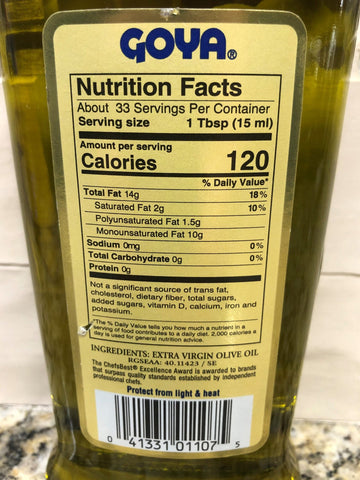 GOYA®
Nutrition Facts
About 33 Servings Per Container
Serving size 1 Tbsp (15 ml)
Amount per serving
Calories 120
% Daily Value*
Total Fat 14g 18%
Saturated Fat 2g 10%
Polyunsaturated Fat 1.5g
Monounsaturated Fat 10g
Sodium 0mg 0%
Total Carbohydrate 0g 0%
Protein 0g
Not a significant source of trans fat,
cholesterol, dietary fiber, total sugars,
added sugars, vitamin D, calcium, iron and
potassium.
*The % Daily Value tells you how much a nutrient in a
serving of food contributes to a daily diet. 2,000 calories a
day is used for general nutrition advice.
INGREDIENTS: EXTRA VIRGIN OLIVE OIL
RGSEAA: 40.11423 / SE
The ChefsBest® Excellence Award is awarded to brands
that surpass quality standards established by independent
professional chefs.
Protect from light & heat
0 41331 01107 5